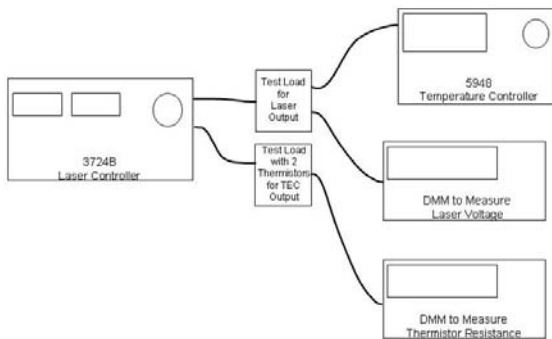 3724B
Laser Controller
Test Load
for
Laser
Output
Test Load
with 2
Thermistors
for TEC
Output
5948
Temperature Controller
DMM to Measure
Laser Voltage
DMM to Measure
Thermistor Resistance